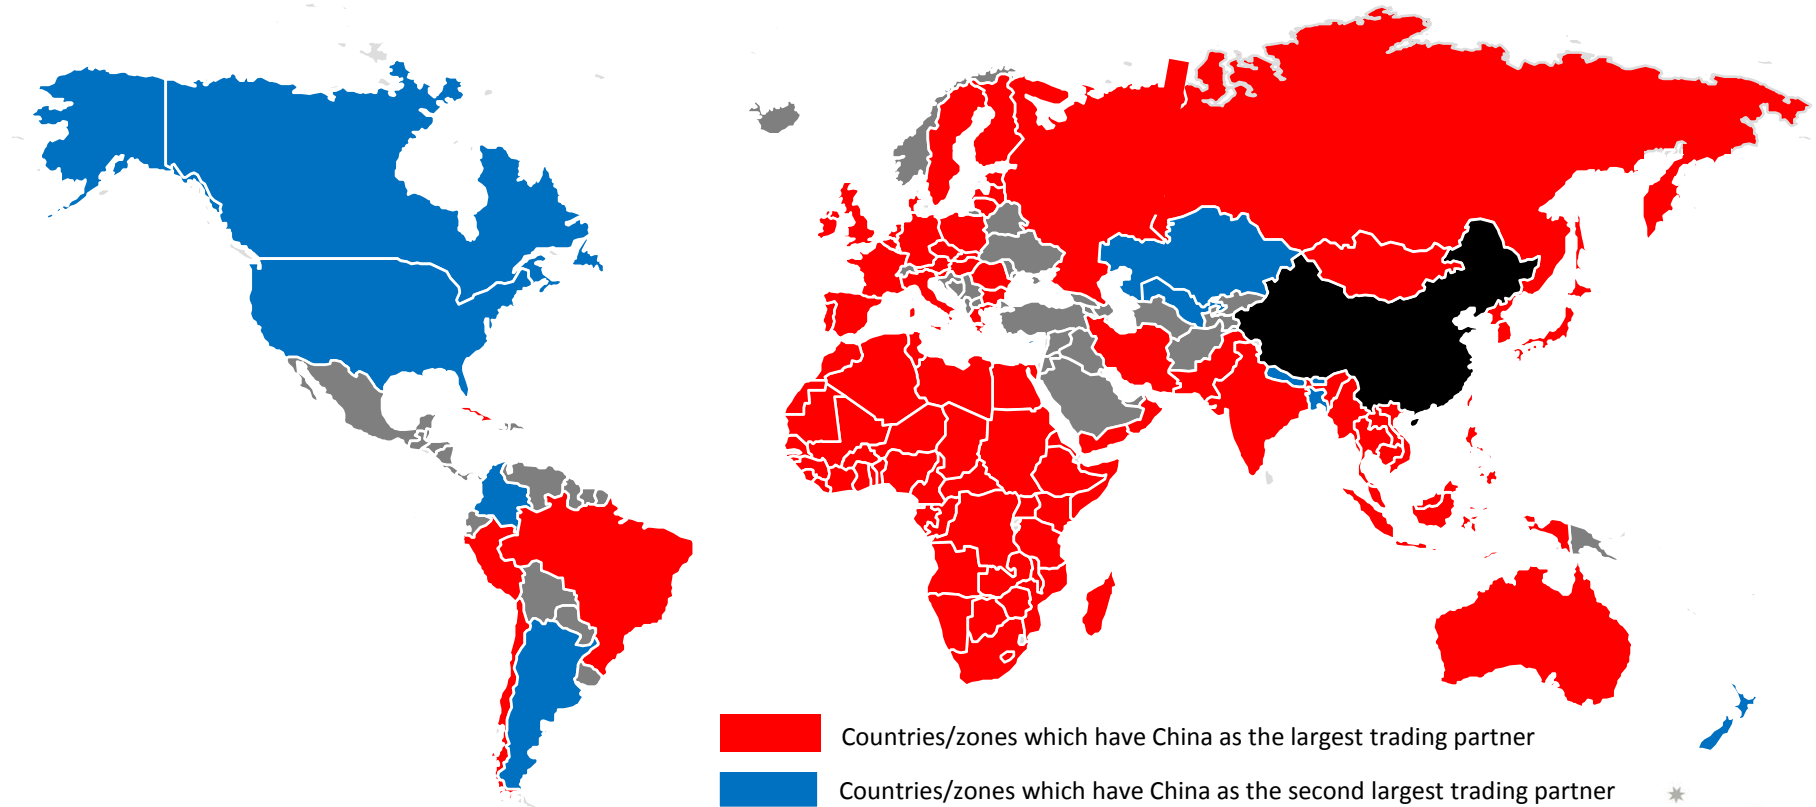 Countries/zones which have China as the largest trading partner
Countries/zones which have China as the second largest trading partner